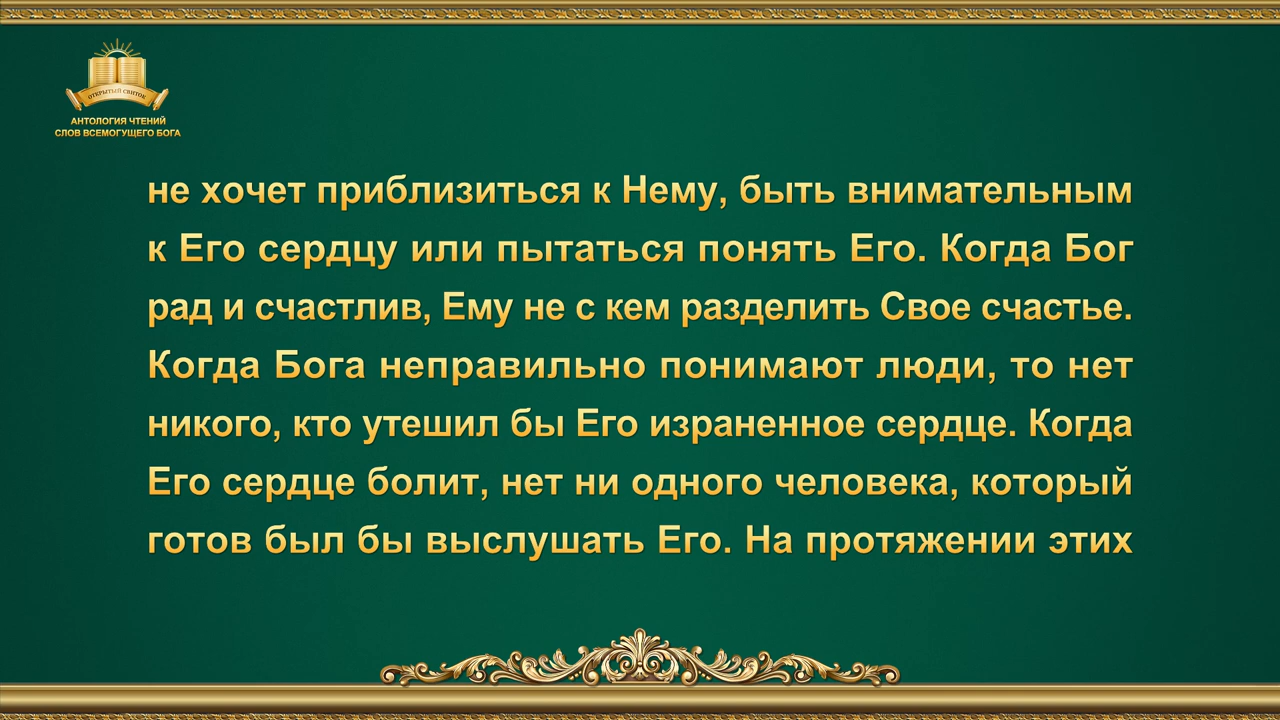 ОТКРЫТЫЙ СВИТОК
АНТОЛОГИЯ ЧТЕНИЙ
СЛОВ ВСЕМОГУЩЕГО БОГА
не хочет приблизиться к Нему, быть внимательным
к Его сердцу или пытаться понять Его. Когда Бог
рад и счастлив, Ему не с кем разделить Свое счастье.
Когда Бога неправильно понимают люди, то нет
никого, кто утешил бы Его израненное сердце. Когда
Его сердце болит, нет ни одного человека, который
готов был бы выслушать Его. На протяжении этих